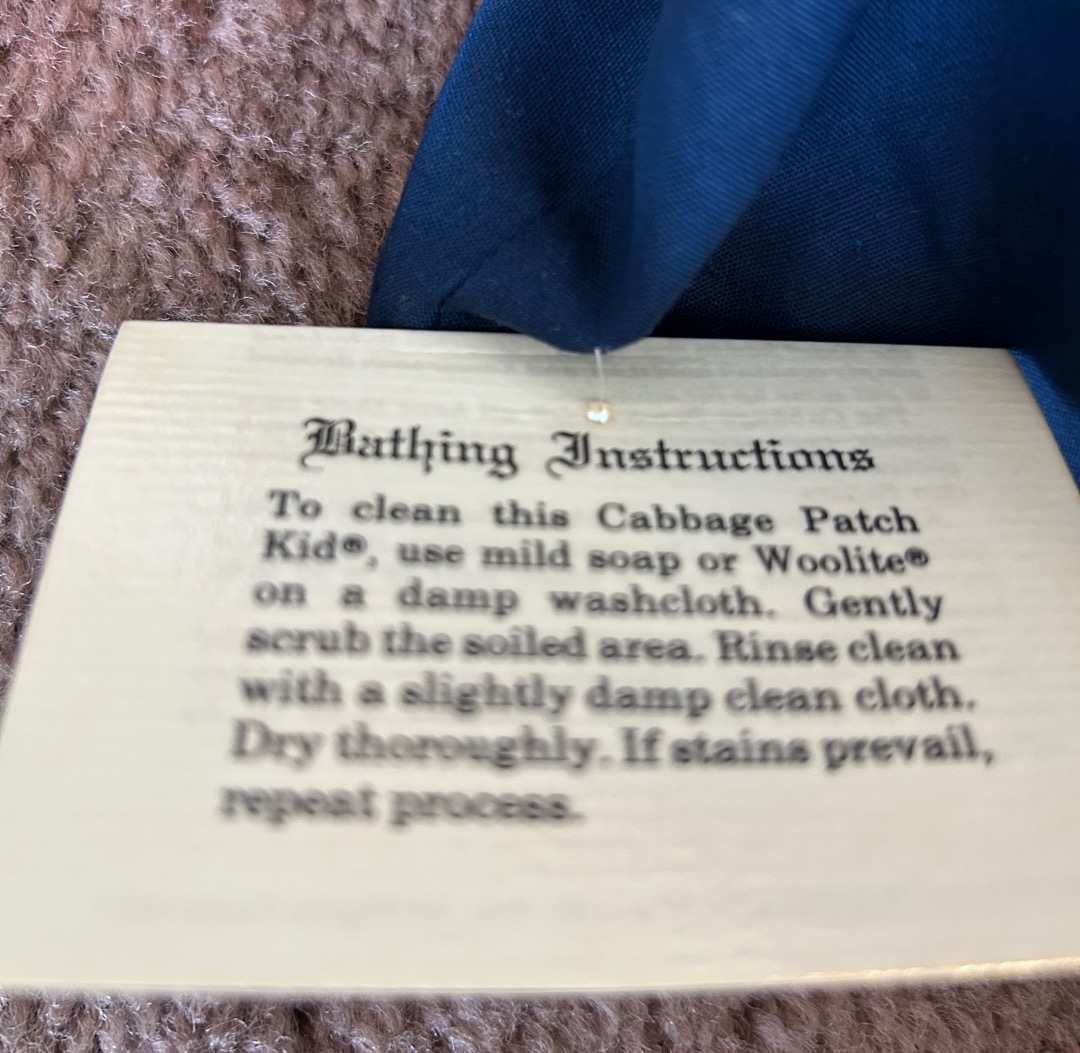 Bathing Instructions
To clean this Cabbage Patch
Kid®, use mild soap or Woolite®
on a damp washcloth. Gently
scrub the soiled area. Rinse clean
with a slightly damp clean cloth.
Dry thoroughly. If stains prevail,
repeat process.